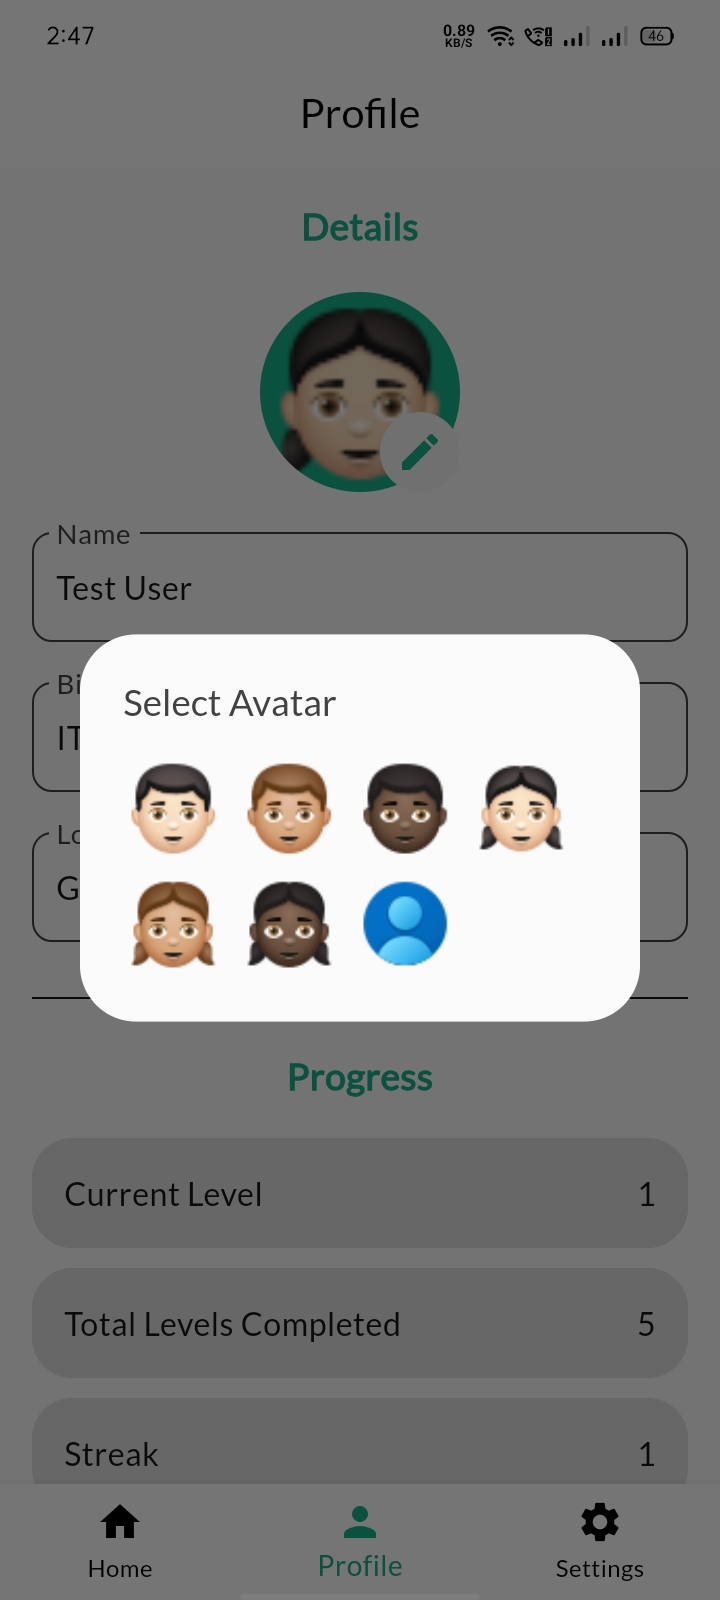 2:47
0.89
KB/S
46
Profile
Details
Name
Test User
Bi
IT
Select Avatar
Lo
G
Progress
Current Level 1
Total Levels Completed 5
Streak 1
Home Profile Settings